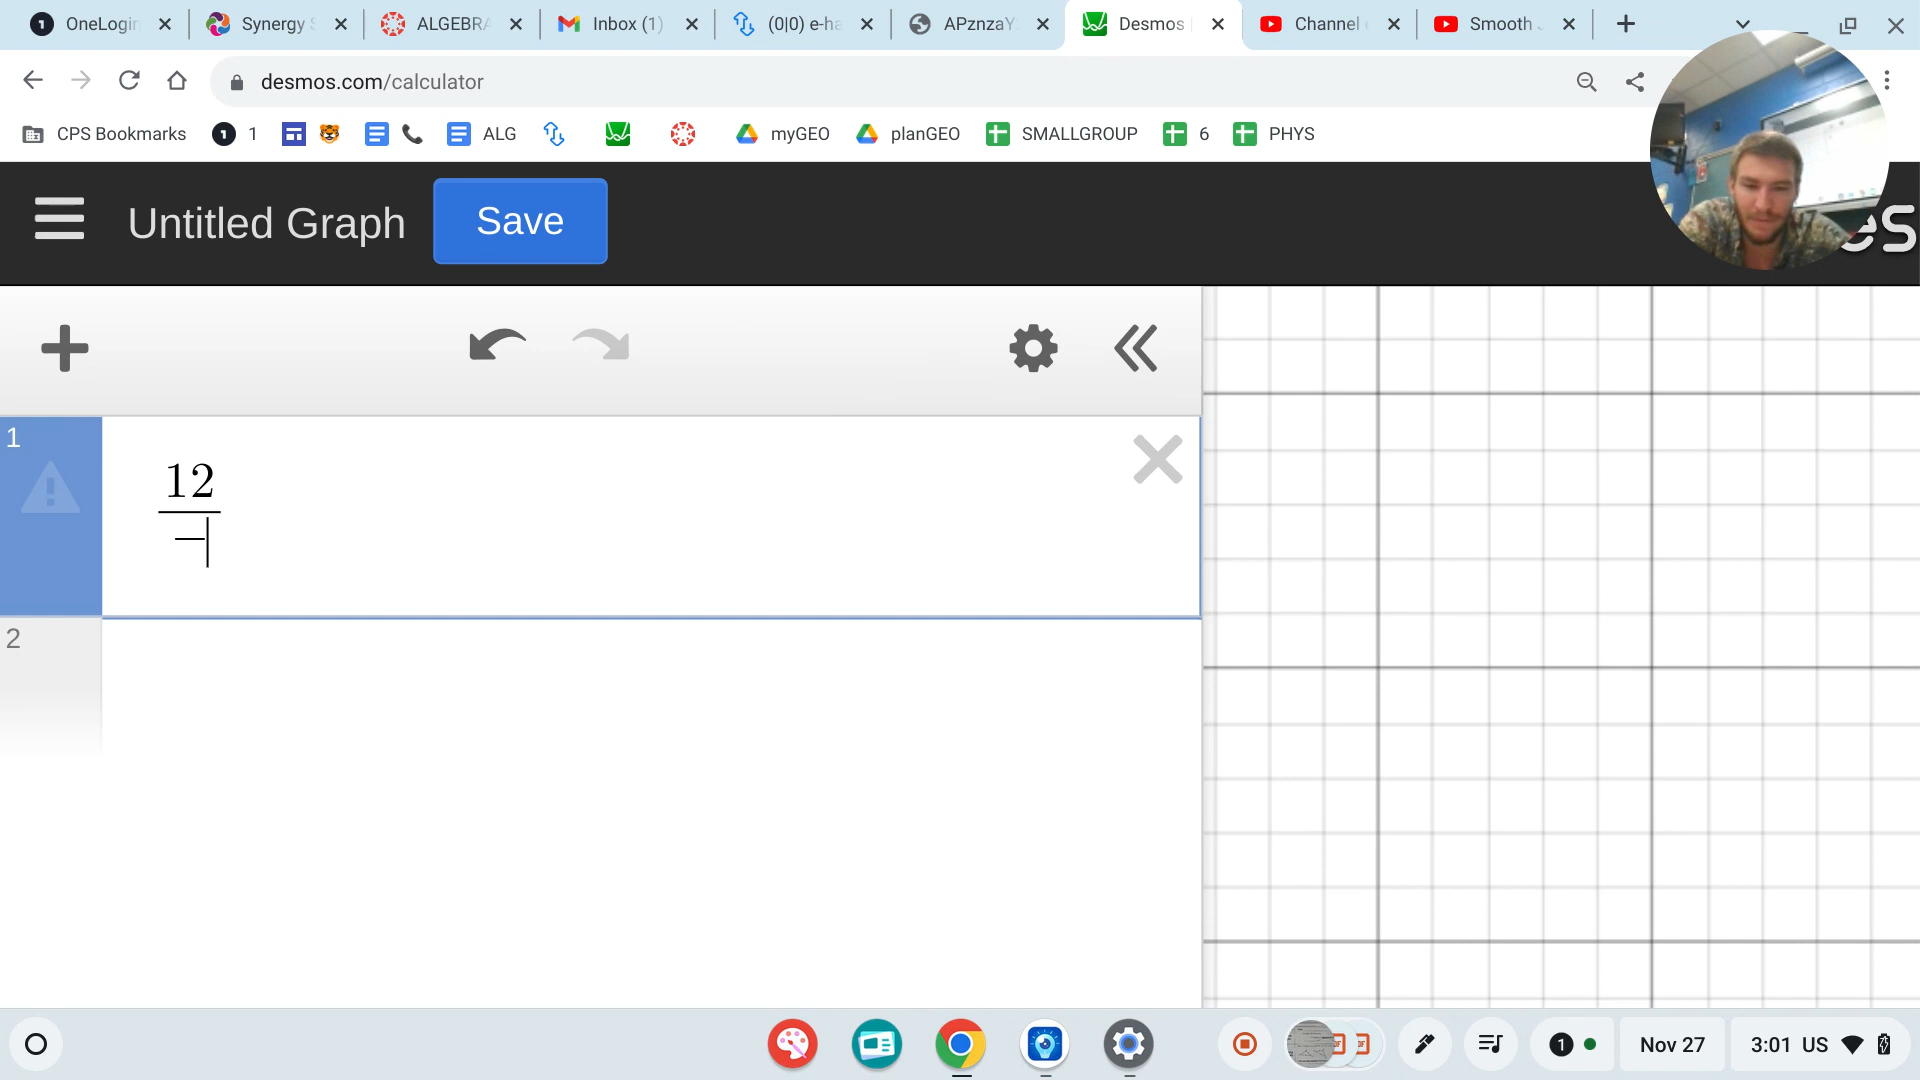 OneLogin Synergy S ALGEBRA Inbox (1) (0|0) e-ha APznzaY Desmos Channel Smooth J
desmos.com/calculator
CPS Bookmarks 1 ALG myGEO planGEO SMALLGROUP 6 PHYS
Untitled Graph Save es
1
12
−
2
Nov 27 3:01 US